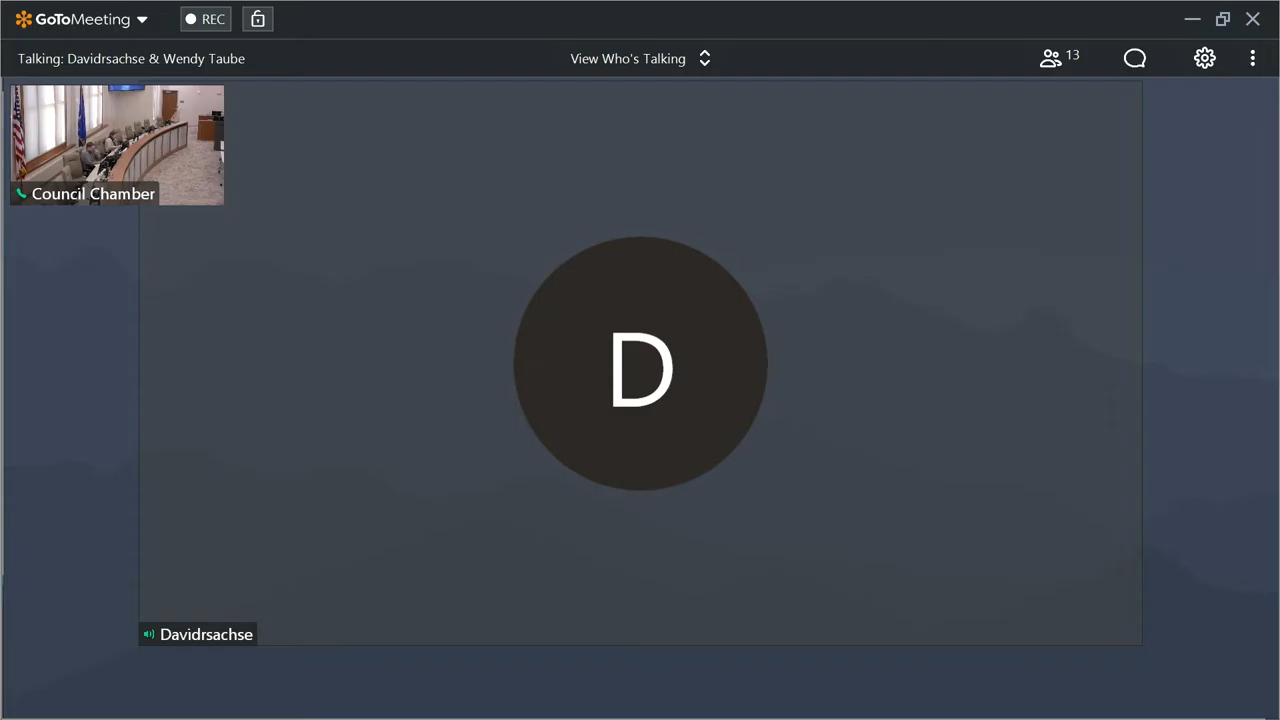 GoToMeeting
REC
Talking: Davidrsachse & Wendy Taube
View Who's Talking
13
Council Chamber
D
Davidrsachse